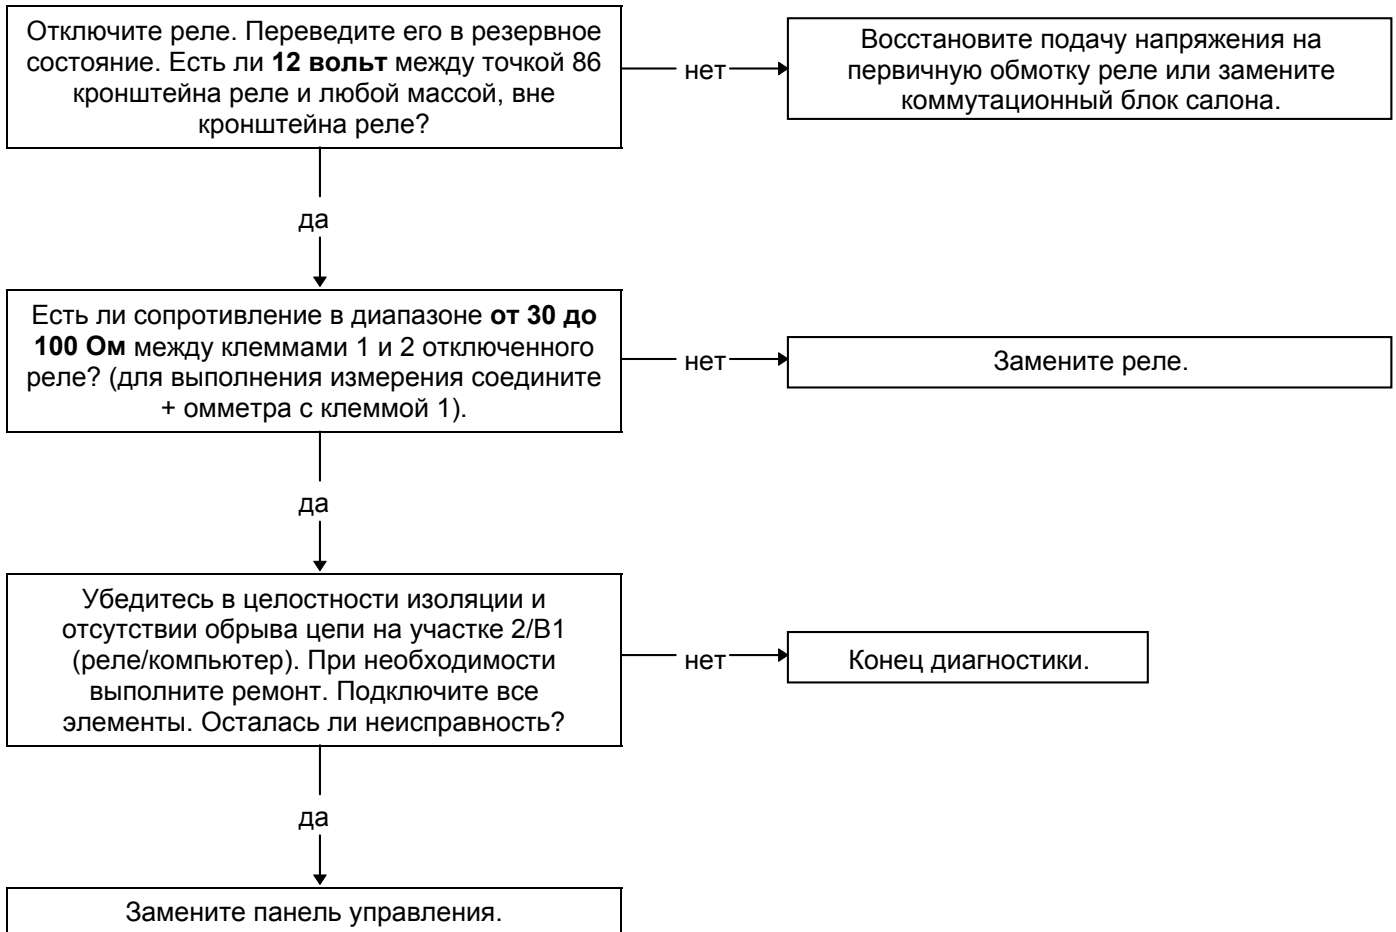 Отключите реле. Переведите его в резервное
состояние. Есть ли 12 вольт между точкой 86
кронштейна реле и любой массой, вне
кронштейна реле?
нет
Восстановите подачу напряжения на
первичную обмотку реле или замените
коммутационный блок салона.
да
Есть ли сопротивление в диапазоне от 30 до
100 Ом между клеммами 1 и 2 отключенного
реле? (для выполнения измерения соедините
+ омметра с клеммой 1).
нет
Замените реле.
да
Убедитесь в целостности изоляции и
отсутствии обрыва цепи на участке 2/B1
(реле/компьютер). При необходимости
выполните ремонт. Подключите все
элементы. Осталась ли неисправность?
нет
Конец диагностики.
да
Замените панель управления.